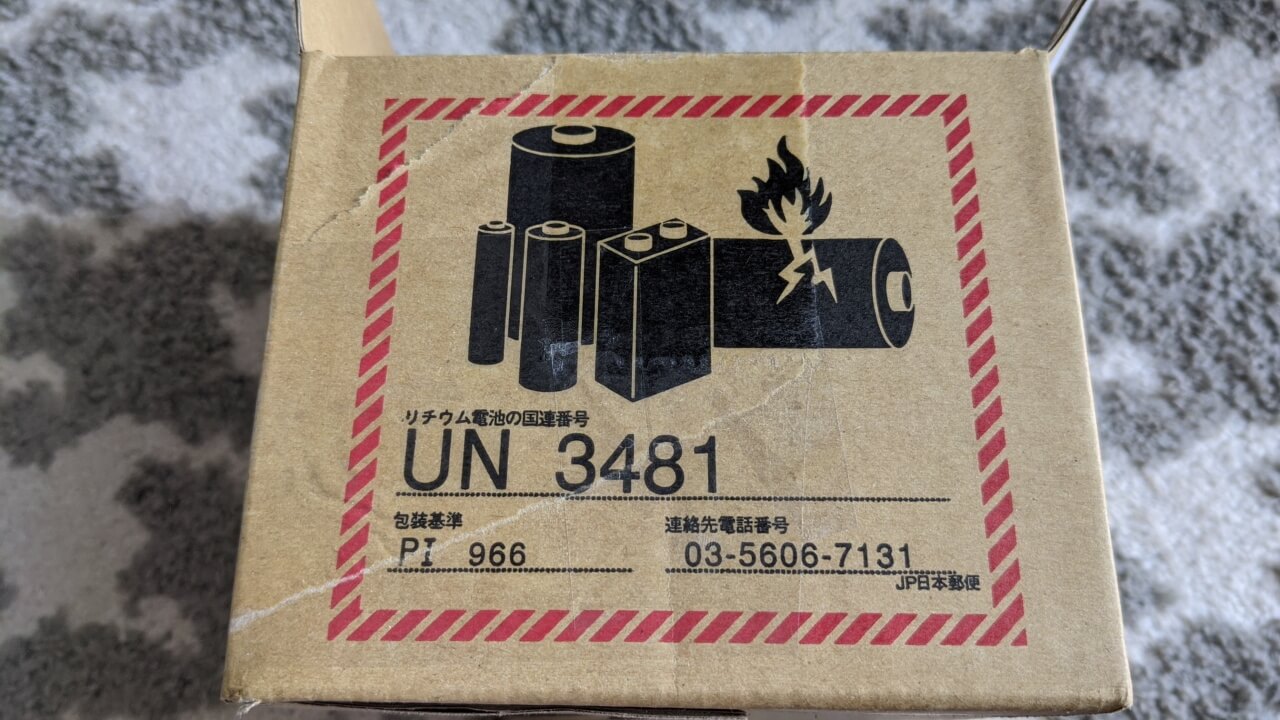 リチウム電池の国連番号
UN 3481
包装基準
PI 966
連絡先電話番号
03-5606-7131
JP日本郵便